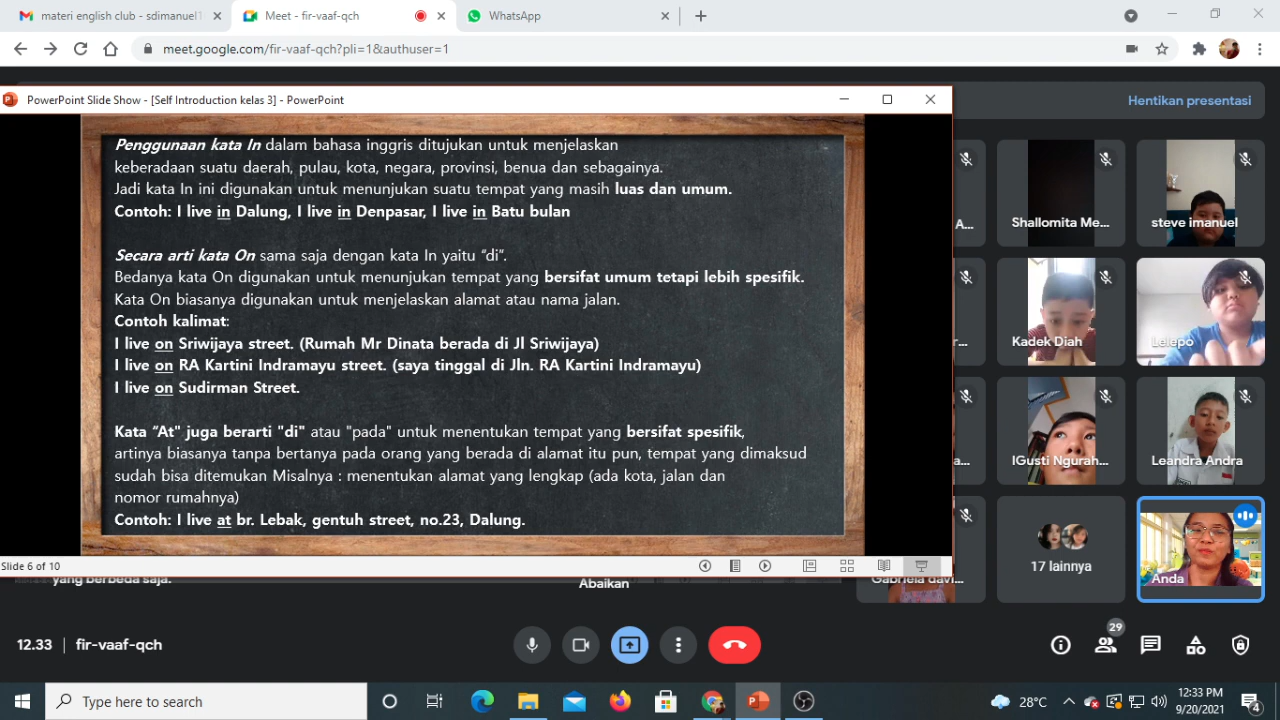 materi english club - sdimanuel1
Meet - fir-vaaf-qch
WhatsApp
meet.google.com/fir-vaaf-qch?pli=1&authuser=1
PowerPoint Slide Show - [Self Introduction kelas 3] - PowerPoint
Hentikan presentasi
Penggunaan kata In dalam bahasa inggris ditujukan untuk menjelaskan
keberadaan suatu daerah, pulau, kota, negara, provinsi, benua dan sebagainya.
Jadi kata In ini digunakan untuk menunjukan suatu tempat yang masih luas dan umum.
Contoh: I live in Dalung, I live in Denpasar, I live in Batu bulan
Secara arti kata On sama saja dengan kata In yaitu “di”.
Bedanya kata On digunakan untuk menunjukan tempat yang bersifat umum tetapi lebih spesifik.
Kata On biasanya digunakan untuk menjelaskan alamat atau nama jalan.
Contoh kalimat:
I live on Sriwijaya street. (Rumah Mr Dinata berada di Jl Sriwijaya)
I live on RA Kartini Indramayu street. (saya tinggal di Jln. RA Kartini Indramayu)
I live on Sudirman Street.
Kata “At" juga berarti "di" atau "pada" untuk menentukan tempat yang bersifat spesifik,
artinya biasanya tanpa bertanya pada orang yang berada di alamat itu pun, tempat yang dimaksud
sudah bisa ditemukan Misalnya : menentukan alamat yang lengkap (ada kota, jalan dan
nomor rumahnya)
Contoh: I live at br. Lebak, gentuh street, no.23, Dalung.
Slide 6 of 10
A...
Shallomita Me...
steve imanuel
r...
Kadek Diah
Lelepo
a...
IGusti Ngurah...
Leandra Andra
17 lainnya
Anda
yang berbeda saja.
Abaikan
Gabriela davi...
12.33 | fir-vaaf-qch
29
Type here to search
28°C
12:33 PM
9/20/2021
4